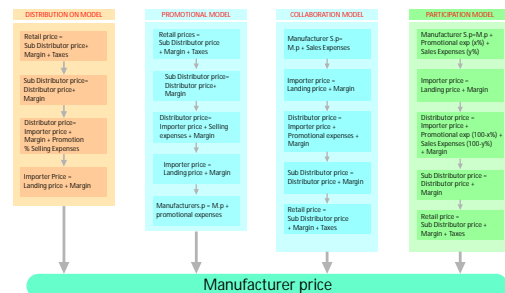 DISTRIBUTION ON MODEL
Retail price =
Sub Distributor price+
Margin + Taxes
Sub Distributor price=
Distributor price+
Margin
Distributor price=
Importer price +
Margin + Promotion
% Selling Expenses
Importer Price =
Landing price + Margin
PROMOTIONAL MODEL
Retail prices =
Sub Distributor price
+ Margin + Taxes
Sub Distributor price=
Distributor price+
Margin
Distributor price=
Importer price + Selling
expenses + Margin
Importer price =
Landing price + Margin
Manufacturers.p = M.p +
promotional expenses
COLLABORATION MODEL
Manufacturer S.p=
M.p + Sales Expenses
Importer price =
Landing price + Margin
Distributor price =
Importer price +
Promotional expenses +
Margin
Sub Distributor price =
Distributor price + Margin
Retail price =
Sub Distributor price
+ Margin + Taxes
PARTICIPATION MODEL
Manufacturer S.p=M.p +
Promotional exp (x%) +
Sales Expenses (y%)
Importer price =
Landing price + Margin
Distributor price =
Importer price +
Promotional exp (100-x%) +
Sales Expenses (100-y%)
+ Margin
Sub Distributor price =
Distributor price +
Margin
Retail price =
Sub Distributor price +
Margin + Taxes
Manufacturer price